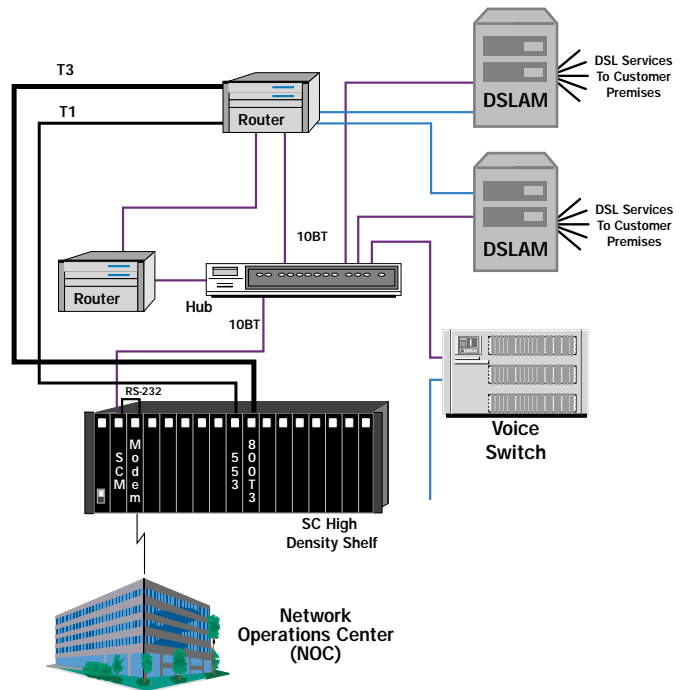 T3
T1
Router
DSLAM
DSL Services
To Customer
Premises
DSLAM
DSL Services
To Customer
Premises
10BT
Router
Hub
10BT
RS-232
SCM
Modem
553
800T3
Voice
Switch
SC High
Density Shelf
Network
Operations Center
(NOC)